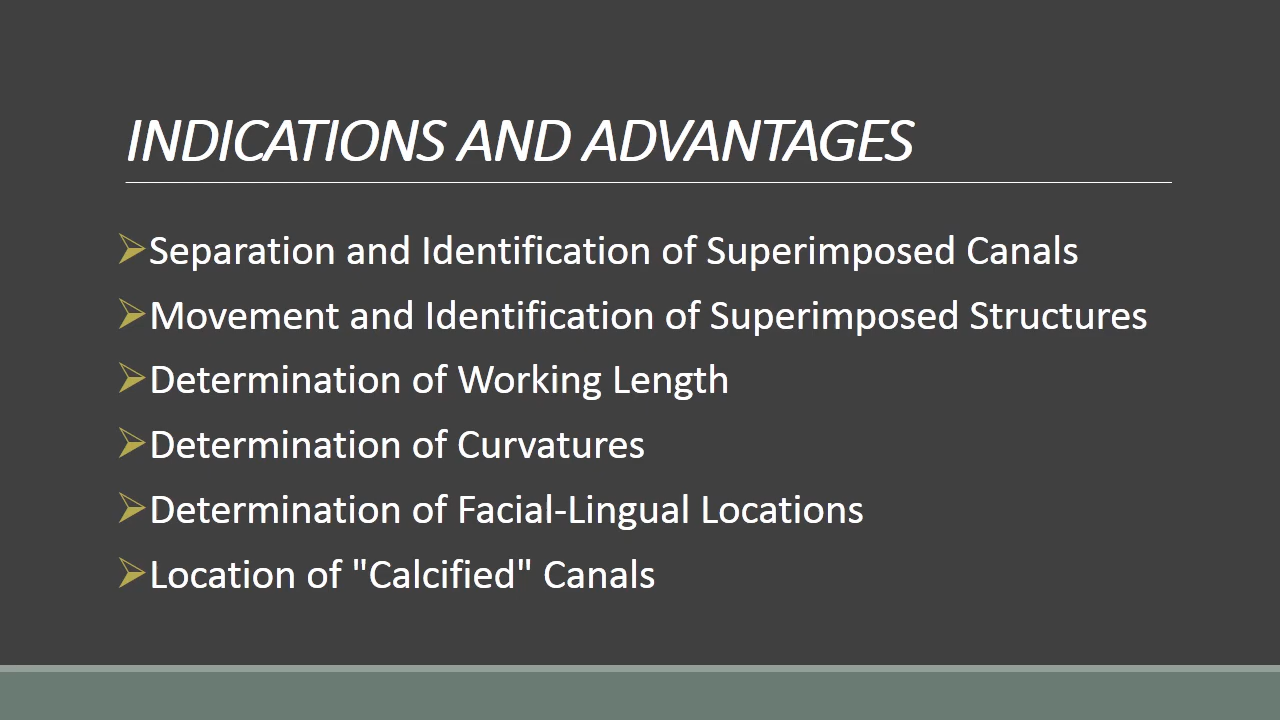 INDICATIONS AND ADVANTAGES
Separation and Identification of Superimposed Canals
Movement and Identification of Superimposed Structures
Determination of Working Length
Determination of Curvatures
Determination of Facial-Lingual Locations
Location of "Calcified" Canals